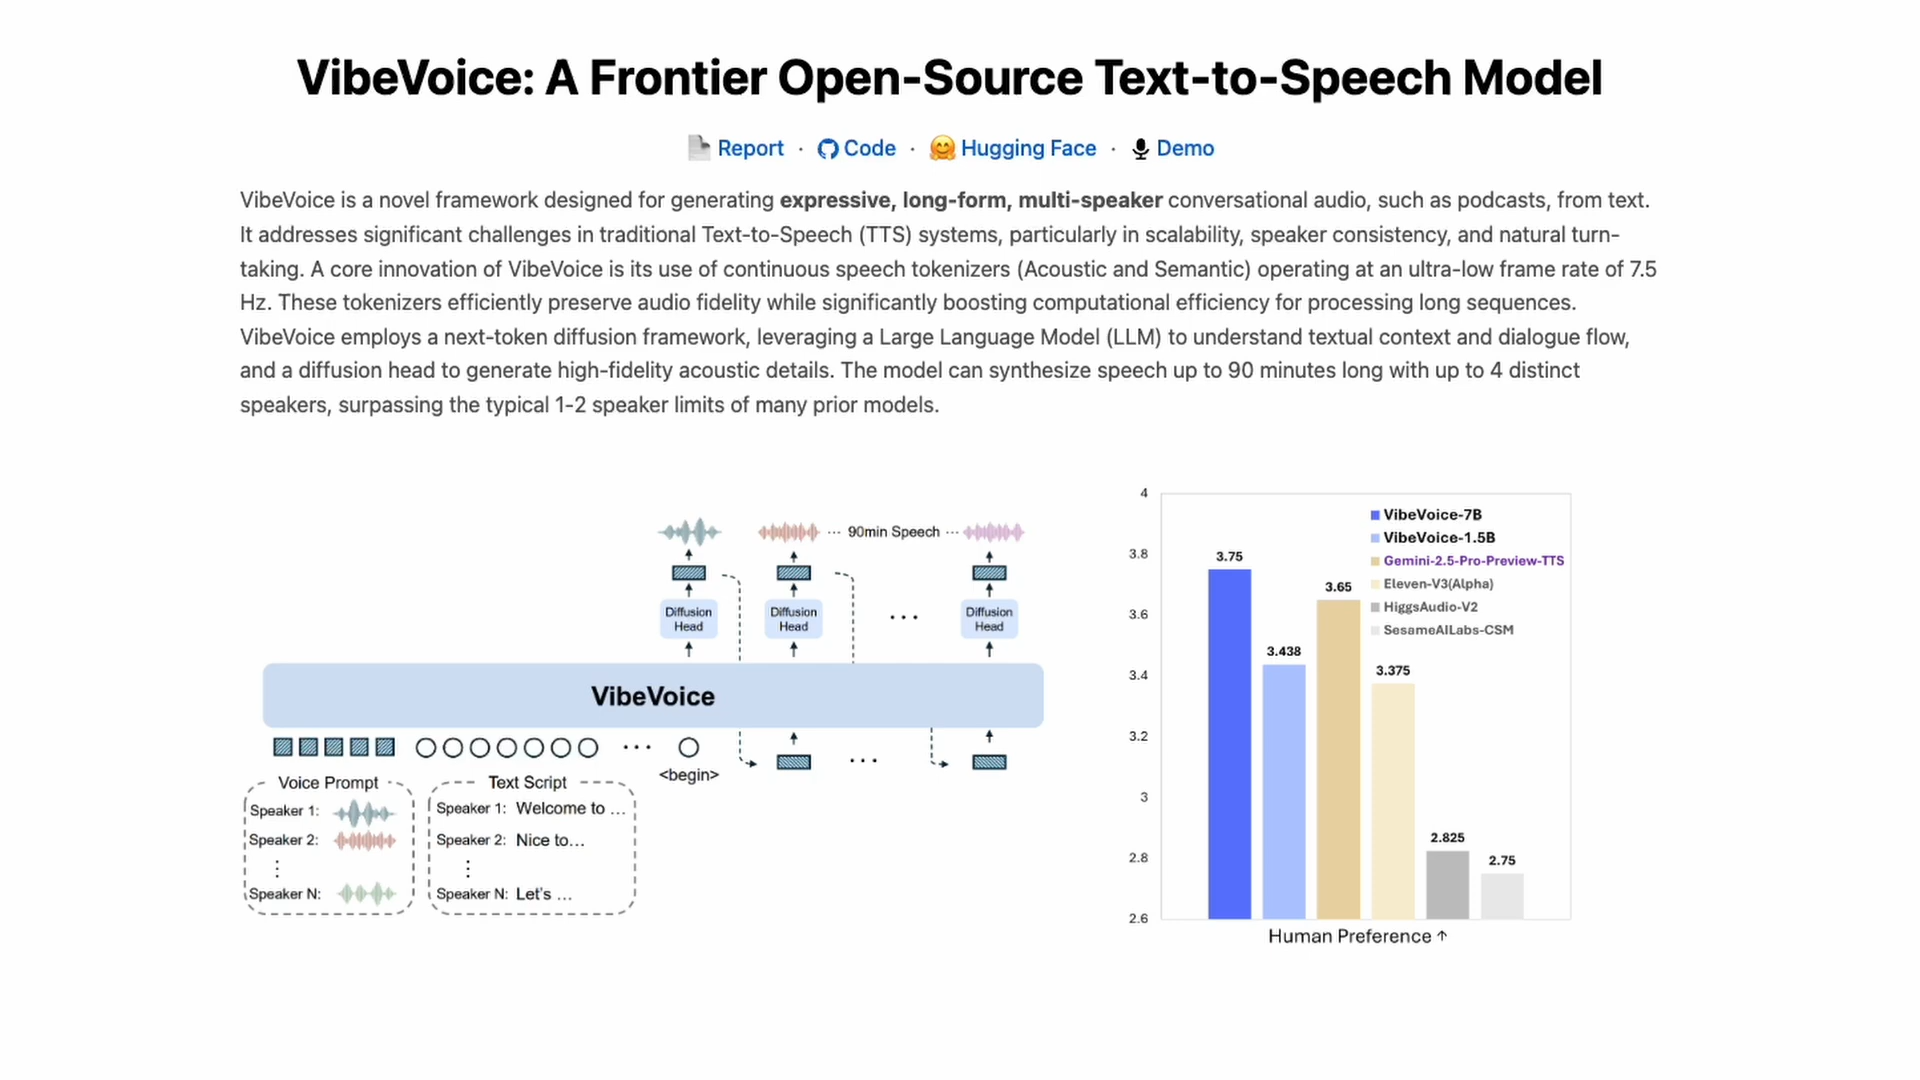 VibeVoice: A Frontier Open-Source Text-to-Speech Model
Report · Code · Hugging Face · Demo
VibeVoice is a novel framework designed for generating expressive, long-form, multi-speaker conversational audio, such as podcasts, from text.
It addresses significant challenges in traditional Text-to-Speech (TTS) systems, particularly in scalability, speaker consistency, and natural turn-
taking. A core innovation of VibeVoice is its use of continuous speech tokenizers (Acoustic and Semantic) operating at an ultra-low frame rate of 7.5
Hz. These tokenizers efficiently preserve audio fidelity while significantly boosting computational efficiency for processing long sequences.
VibeVoice employs a next-token diffusion framework, leveraging a Large Language Model (LLM) to understand textual context and dialogue flow,
and a diffusion head to generate high-fidelity acoustic details. The model can synthesize speech up to 90 minutes long with up to 4 distinct
speakers, surpassing the typical 1-2 speaker limits of many prior models.
··· 90min Speech ···
Diffusion Head
Diffusion Head
···
Diffusion Head
VibeVoice
···
<begin>
···
Voice Prompt
Speaker 1:
Speaker 2:
⋮
Speaker N:
Text Script
Speaker 1: Welcome to ...
Speaker 2: Nice to...
⋮
Speaker N: Let's ...
4
3.8
3.6
3.4
3.2
3
2.8
2.6
VibeVoice-7B
VibeVoice-1.5B
Gemini-2.5-Pro-Preview-TTS
Eleven-V3(Alpha)
HiggsAudio-V2
SesameAILabs-CSM
3.75
3.438
3.65
3.375
2.825
2.75
Human Preference ↑